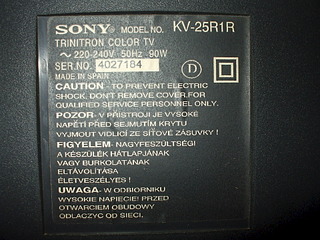 SONY MODEL NO. KV-25R1R
TRINITRON COLOR TV
~ 220-240V 50Hz 90W
SER.NO. 4027184
MADE IN SPAIN
D
CAUTION - TO PREVENT ELECTRIC
SHOCK, DON'T REMOVE COVER. FOR
QUALIFIED SERVICE PERSONNEL ONLY.
POZOR - V PŘÍSTROJI JE VYSOKÉ
NAPĚTÍ PŘED SEJMUTÍM KRYTU
VYJMOUT VIDLICI ZE SÍŤOVÉ ZÁSUVKY !
FIGYELEM - NAGYFESZÜLTSÉG!
A KÉSZÜLÉK HÁTLAPJÁNAK
VAGY BURKOLATÁNAK
ELTÁVOLÍTÁSA
ÉLETVESZÉLYES !
UWAGA - W ODBIORNIKU
WYSOKIE NAPIECIE! PRZED
OTWARCIEM OBUDOWY
ODLACZYC OD SIECI.